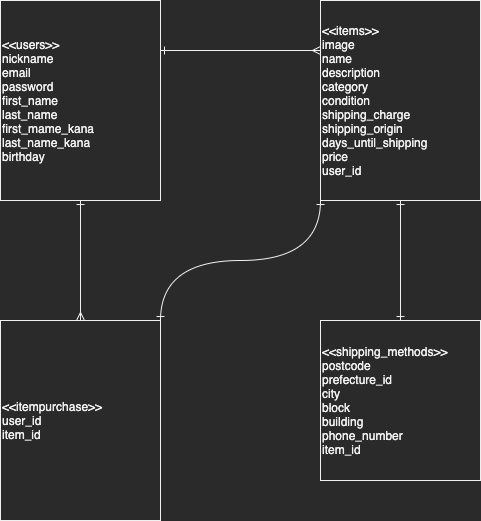 <<users>>
nickname
email
password
first_name
last_name
first_mame_kana
last_name_kana
birthday
<<items>>
image
name
description
category
condition
shipping_charge
shipping_origin
days_until_shipping
price
user_id
<<itempurchase>>
user_id
item_id
<<shipping_methods>>
postcode
prefecture_id
city
block
building
phone_number
item_id